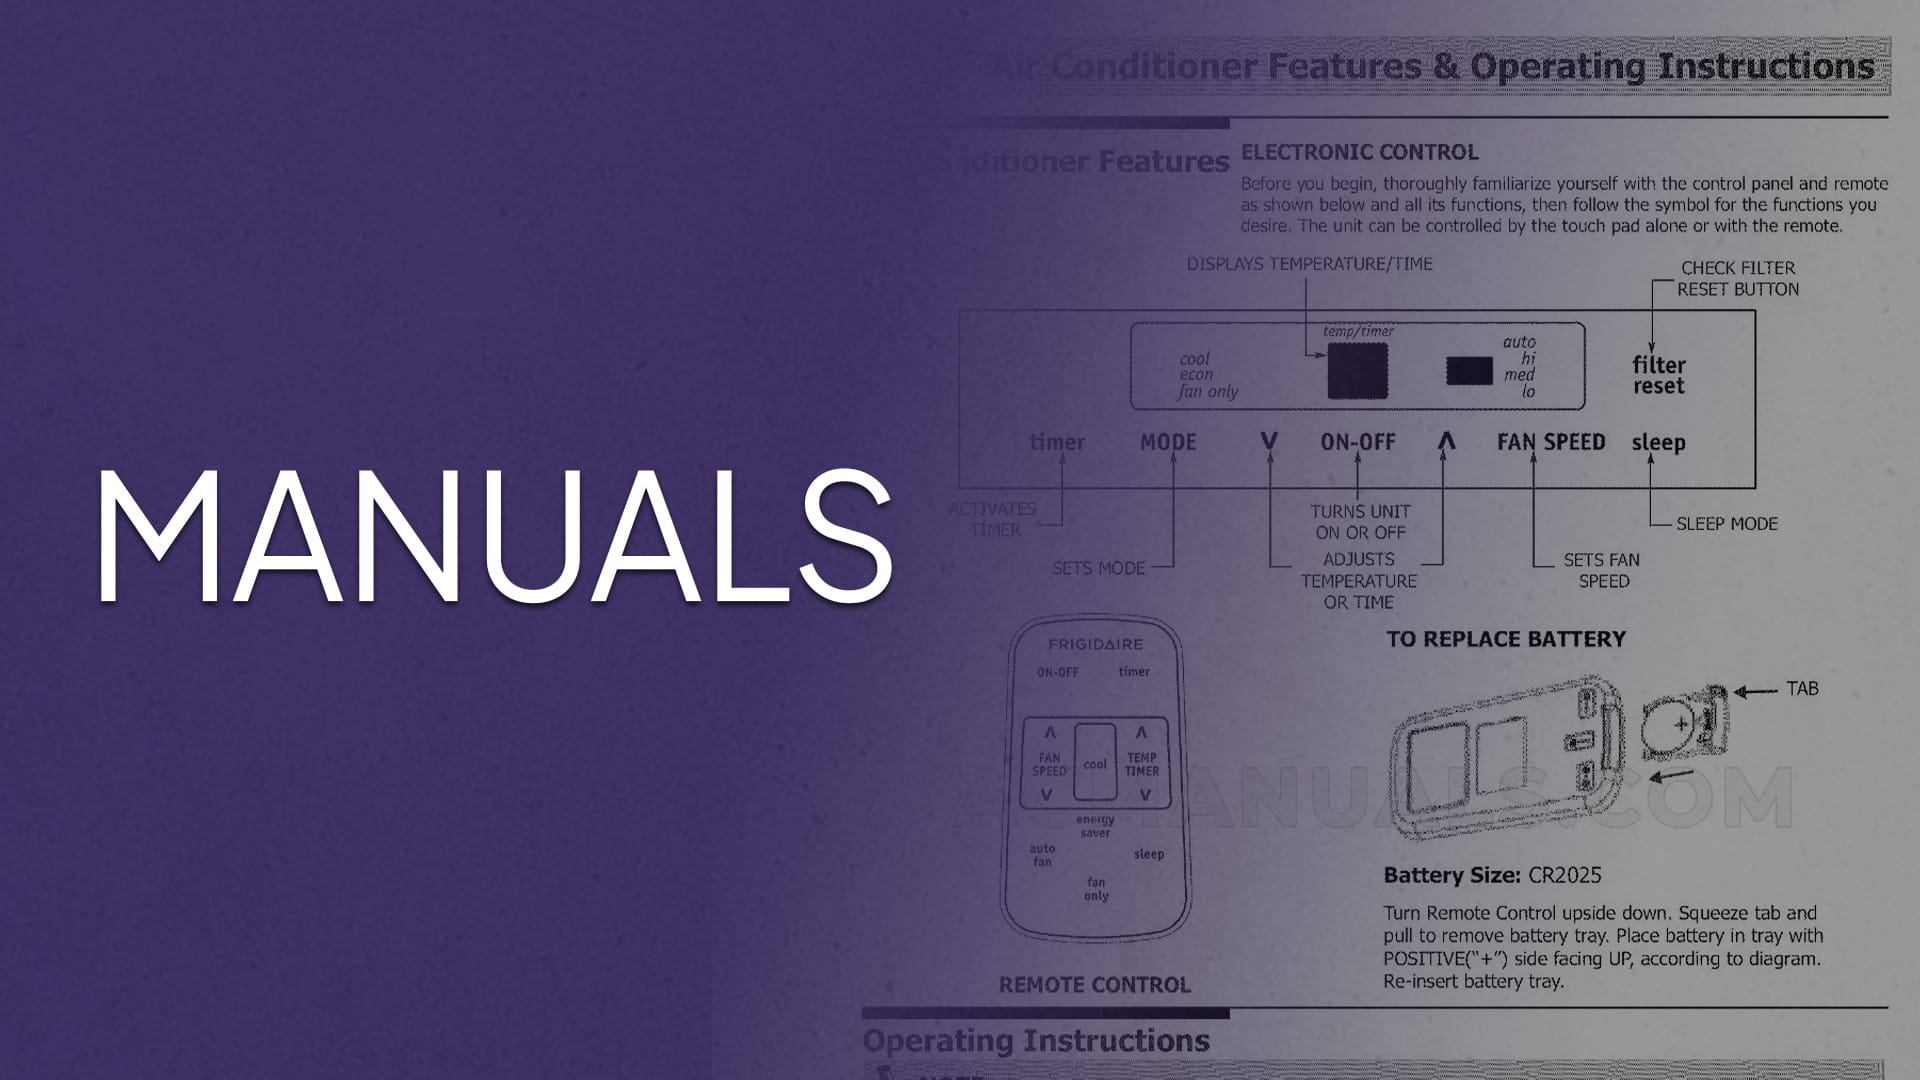 MANUALS
Air Conditioner Features & Operating Instructions
Conditioner Features
ELECTRONIC CONTROL
Before you begin, thoroughly familiarize yourself with the control panel and remote
as shown below and all its functions, then follow the symbol for the functions you
desire. The unit can be controlled by the touch pad alone or with the remote.
DISPLAYS TEMPERATURE/TIME
CHECK FILTER
RESET BUTTON
temp/timer
cool
econ
fan only
auto
hi
med
lo
filter
reset
timer MODE V ON-OFF Λ FAN SPEED sleep
ACTIVATES
TIMER
SETS MODE
TURNS UNIT
ON OR OFF
ADJUSTS
TEMPERATURE
OR TIME
SETS FAN
SPEED
SLEEP MODE
FRIGIDAIRE
ON-OFF timer
FAN
SPEED
cool
TEMP
TIMER
energy
saver
auto
fan
sleep
fan
only
REMOTE CONTROL
TO REPLACE BATTERY
TAB
+
MANUALS.COM
Battery Size: CR2025
Turn Remote Control upside down. Squeeze tab and
pull to remove battery tray. Place battery in tray with
POSITIVE("+") side facing UP, according to diagram.
Re-insert battery tray.
Operating Instructions
NOTE